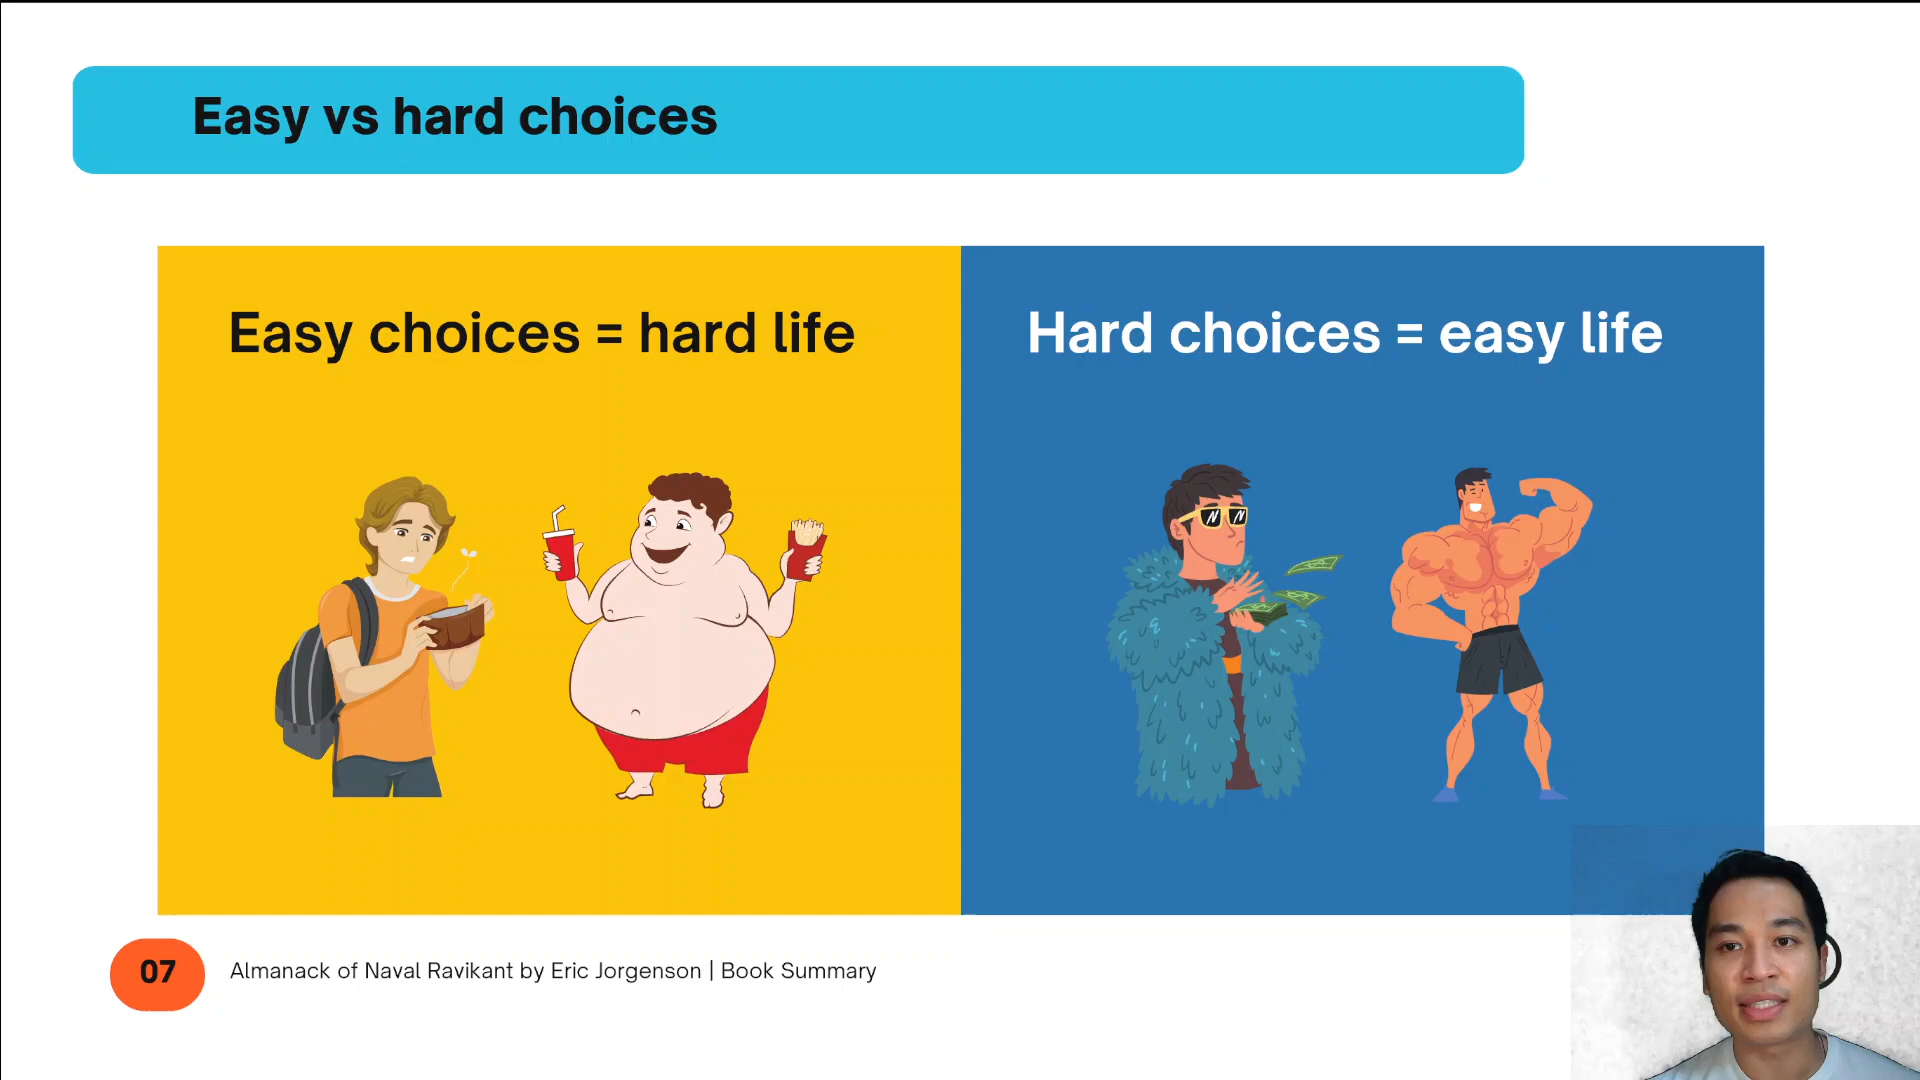 Easy vs hard choices
Easy choices = hard life
Hard choices = easy life
07
Almanack of Naval Ravikant by Eric Jorgenson | Book Summary